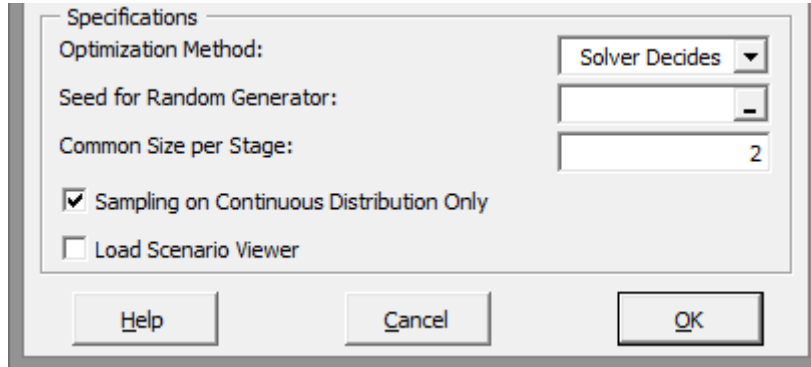 Specifications
Optimization Method:
Solver Decides
Seed for Random Generator:
Common Size per Stage:
2
Sampling on Continuous Distribution Only
Load Scenario Viewer
Help
Cancel
OK